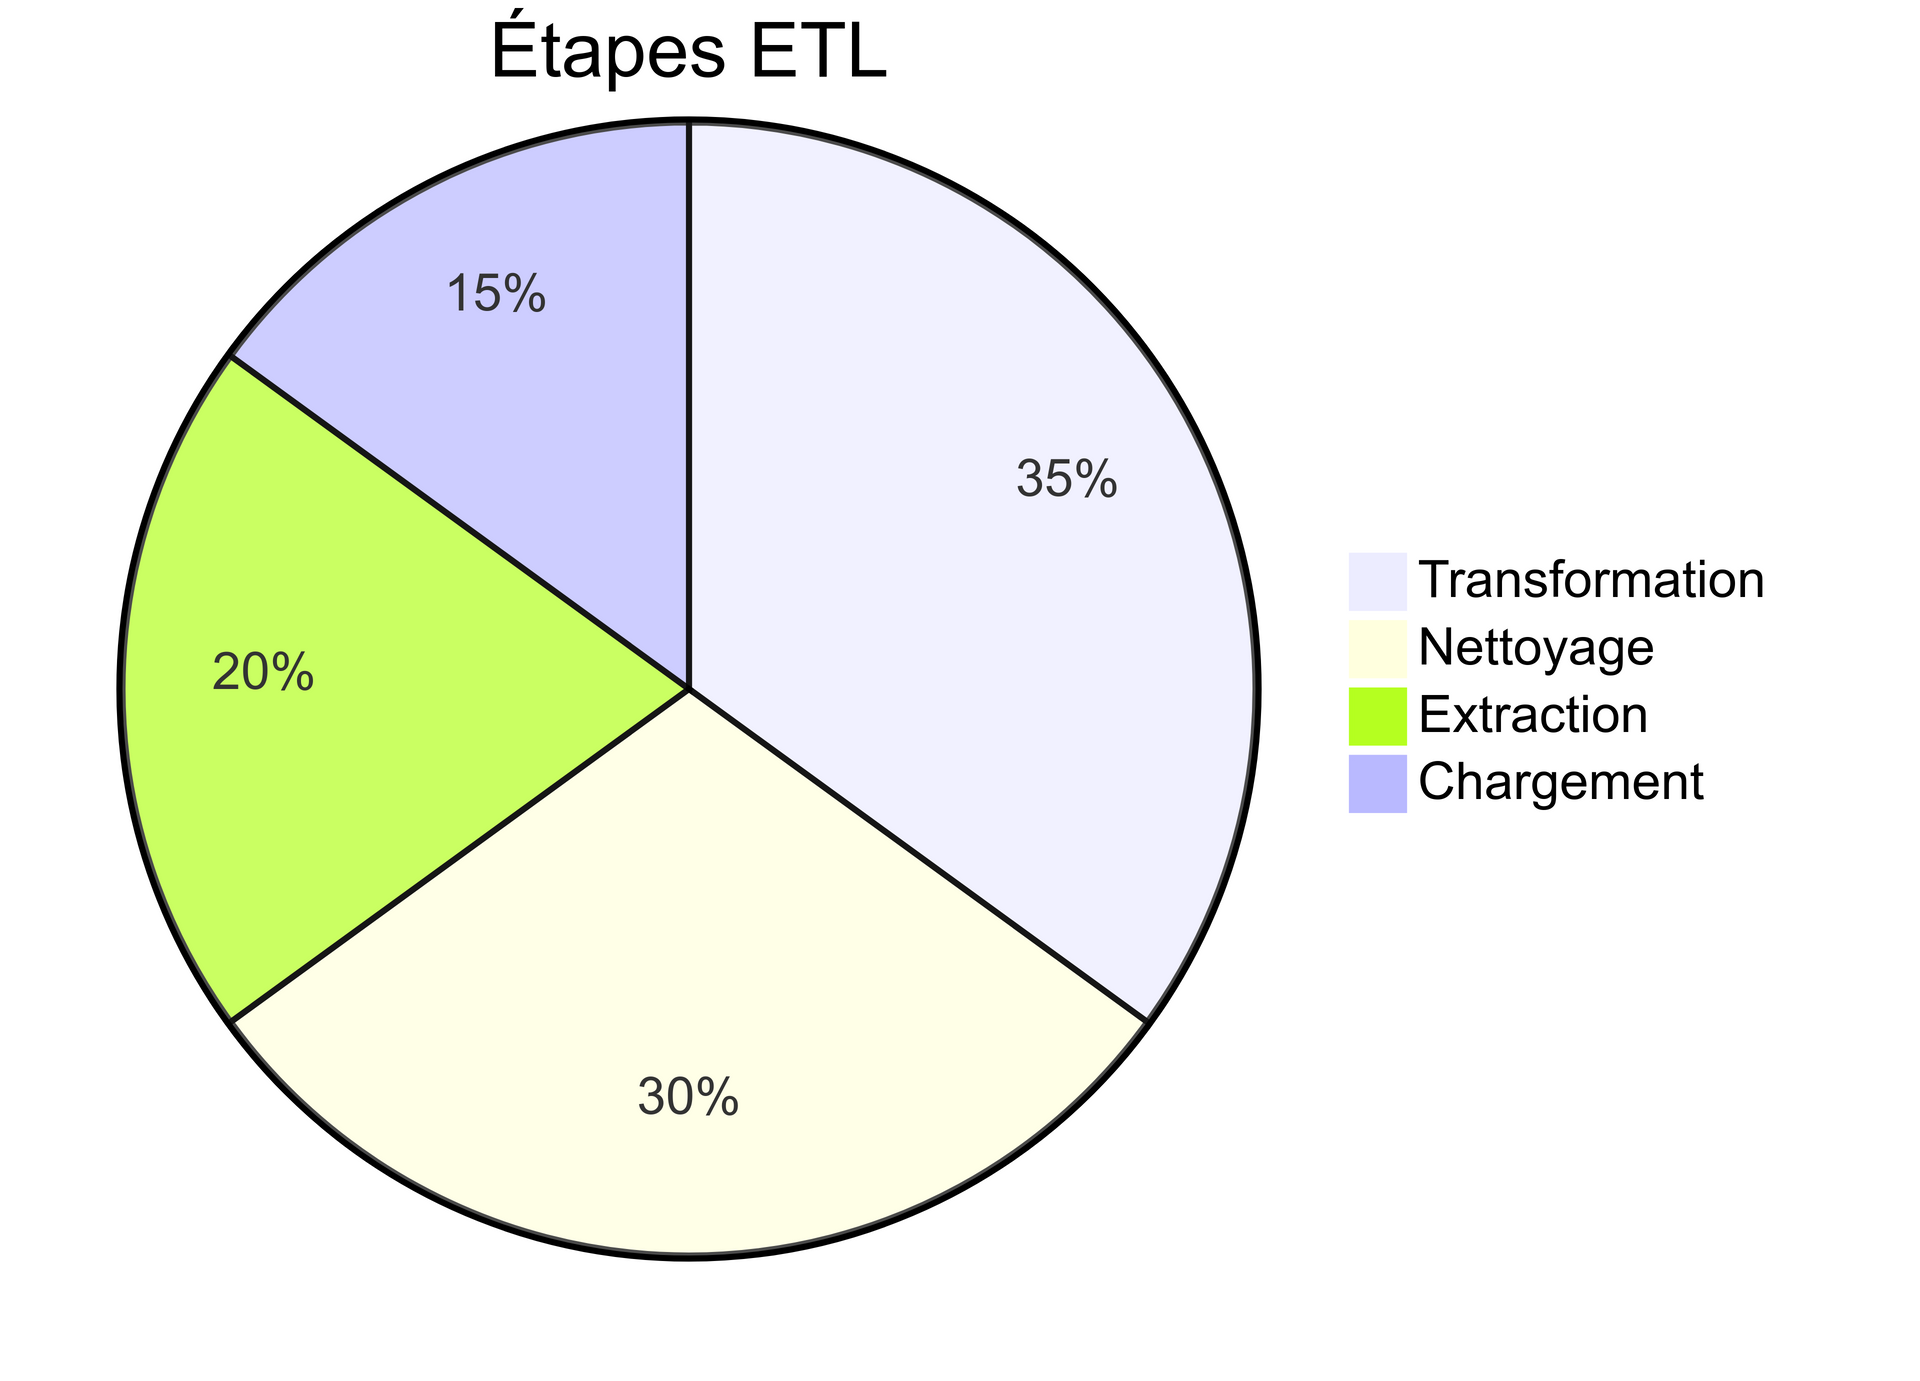 Étapes ETL
15%
35%
20%
30%
Transformation
Nettoyage
Extraction
Chargement